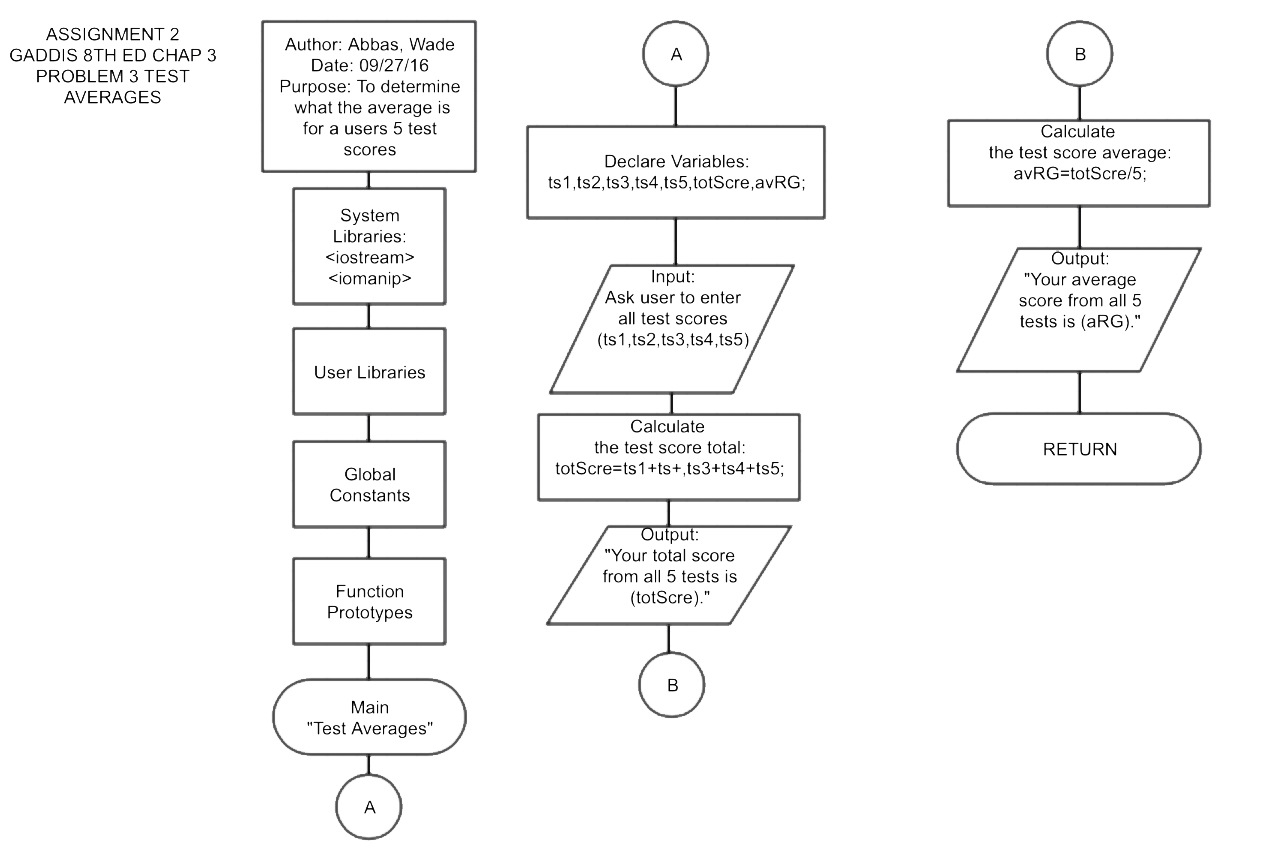 ASSIGNMENT 2
GADDIS 8TH ED CHAP 3
PROBLEM 3 TEST
AVERAGES
Author: Abbas, Wade
Date: 09/27/16
Purpose: To determine
what the average is
for a users 5 test
scores
System
Libraries:
<iostream>
<iomanip>
User Libraries
Global
Constants
Function
Prototypes
Main
"Test Averages"
A
A
Declare Variables:
ts1,ts2,ts3,ts4,ts5,totScre,avRG;
Input:
Ask user to enter
all test scores
(ts1,ts2,ts3,ts4,ts5)
Calculate
the test score total:
totScre=ts1+ts+,ts3+ts4+ts5;
Output:
"Your total score
from all 5 tests is
(totScre)."
B
B
Calculate
the test score average:
avRG=totScre/5;
Output:
"Your average
score from all 5
tests is (aRG)."
RETURN